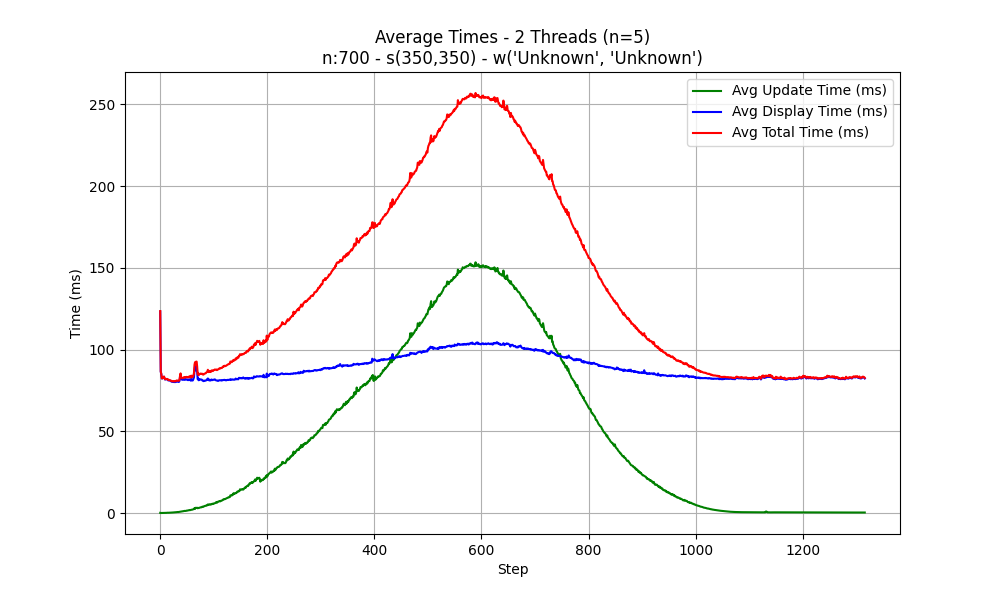 Average Times - 2 Threads (n=5)
n:700 - s(350,350) - w('Unknown', 'Unknown')
Avg Update Time (ms)
Avg Display Time (ms)
Avg Total Time (ms)
Time (ms)
250
200
150
100
50
0
0 200 400 600 800 1000 1200
Step